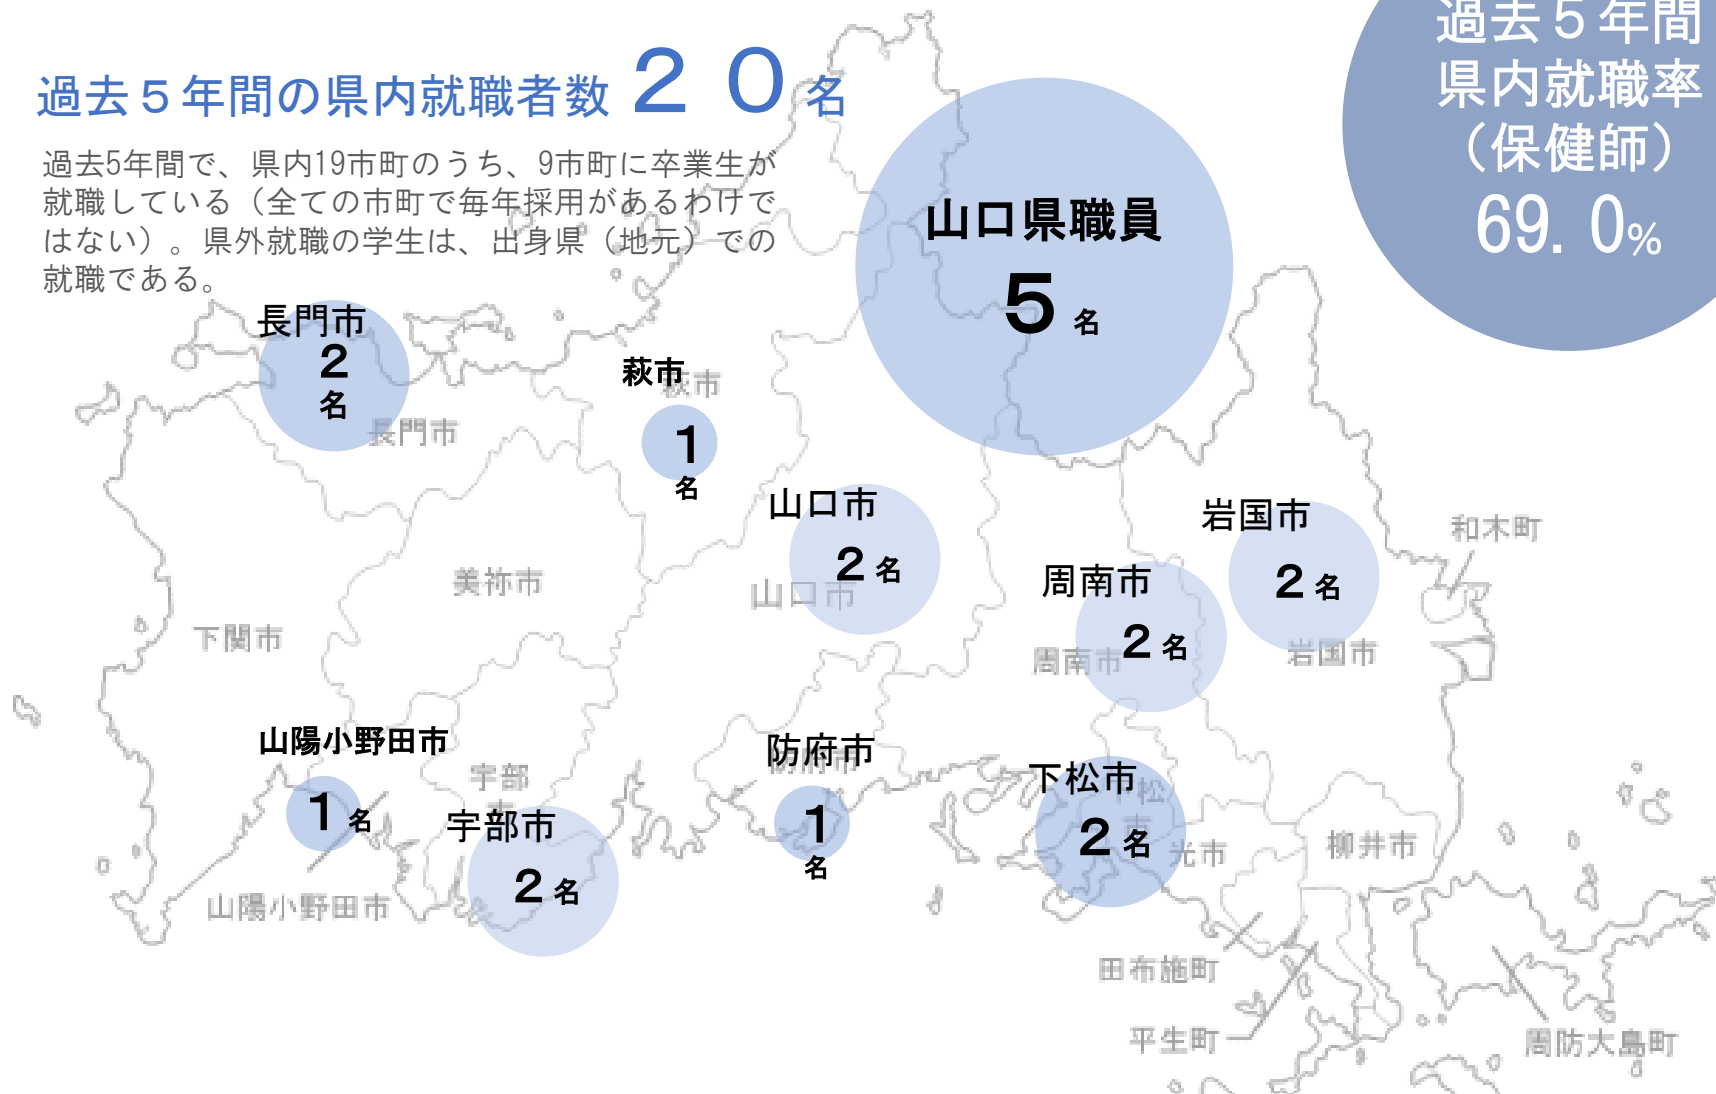 過去５年間の県内就職者数２０名
過去5年間で、県内19市町のうち、9市町に卒業生が
就職している（全ての市町で毎年採用があるわけで
はない）。県外就職の学生は、出身県（地元）での
就職である。
過去５年間
県内就職率
（保健師）
69.0%
山口県職員
5名
長門市
2
名
長門市
萩市
萩市
1
名
山口市
2名
山口市
岩国市
2名
岩国市
和木町
周南市
2名
周南市
美祢市
下関市
山陽小野田市
1名
山陽小野田市
宇部
宇部市
2名
防府市
防府市
1
名
下松市
下松
市
2名
光市
柳井市
田布施町
平生町
周防大島町